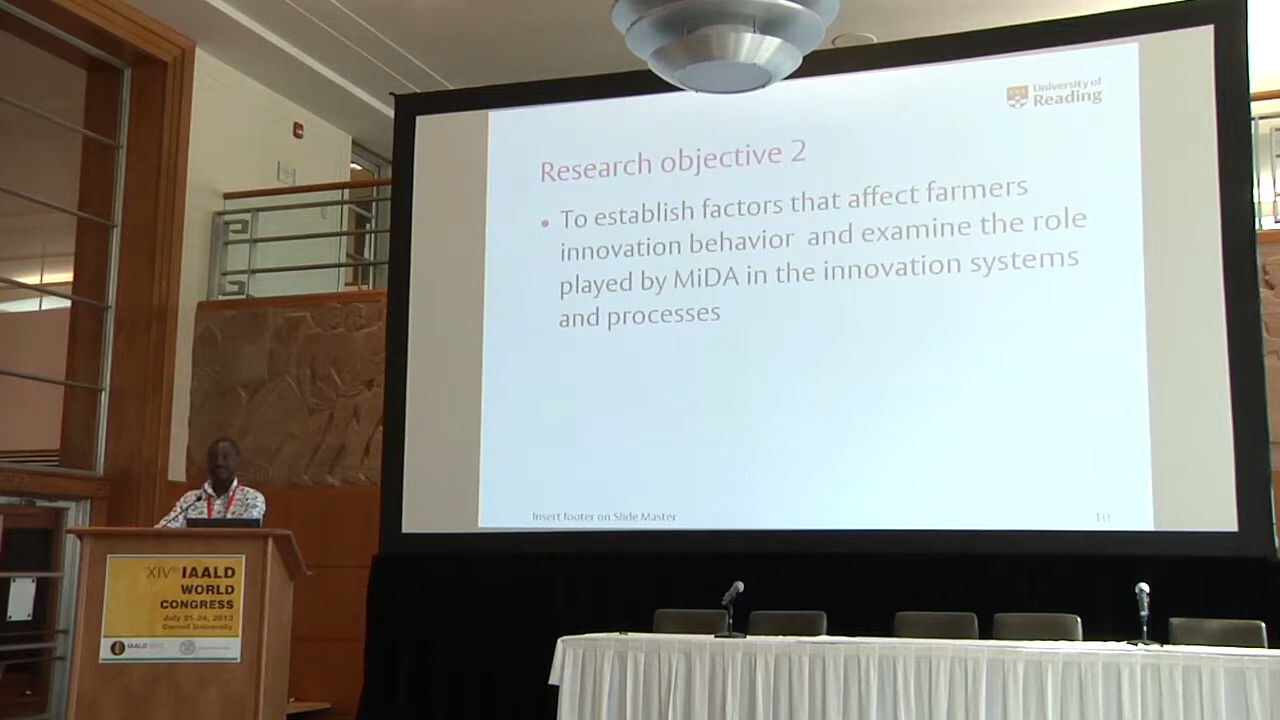 University of
Reading
Research objective 2
• To establish factors that affect farmers
innovation behavior and examine the role
played by MiDA in the innovation systems
and processes
Insert footer on Slide Master
10
XIVth IAALD
WORLD
CONGRESS
July 21-24, 2013
Cornell University
IAALD